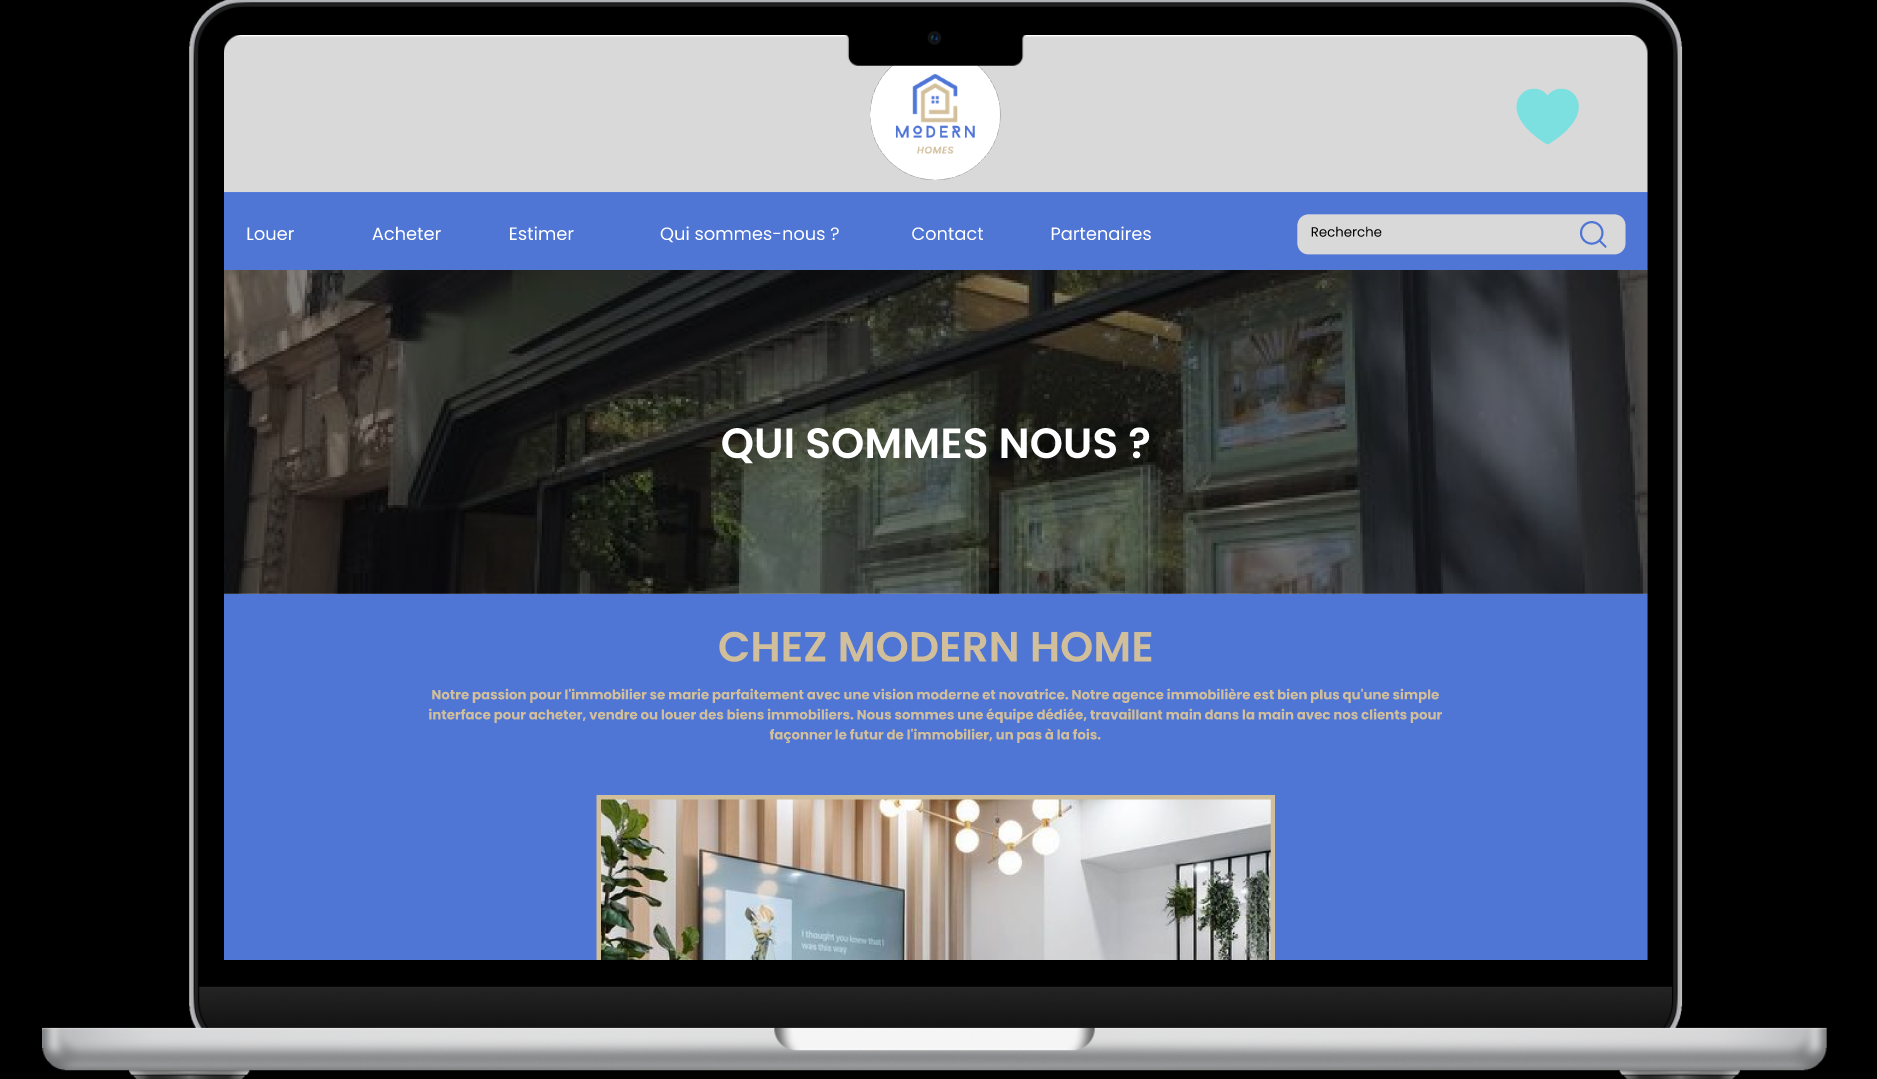 MODERN
HOMES
Louer Acheter Estimer Qui sommes-nous ? Contact Partenaires Recherche
QUI SOMMES NOUS ?
CHEZ MODERN HOME
Notre passion pour l'immobilier se marie parfaitement avec une vision moderne et novatrice. Notre agence immobilière est bien plus qu'une simple
interface pour acheter, vendre ou louer des biens immobiliers. Nous sommes une équipe dédiée, travaillant main dans la main avec nos clients pour
façonner le futur de l'immobilier, un pas à la fois.
I thought you knew that I
was this way